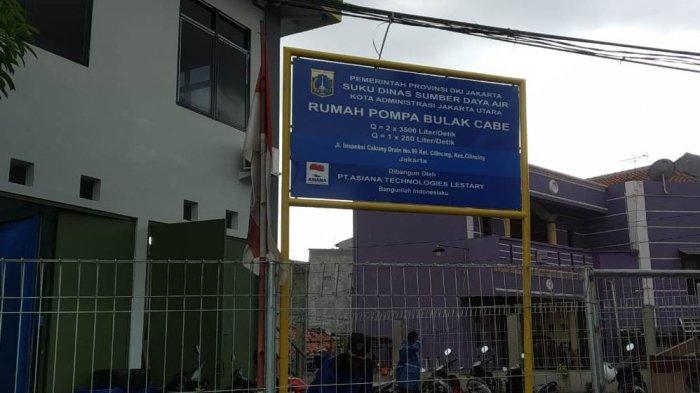 PEMERINTAH PROVINSI DKI JAKARTA
SUKU DINAS SUMBER DAYA AIR
KOTA ADMINISTRASI JAKARTA UTARA
RUMAH POMPA BULAK CABE
Q = 2 x 3500 Liter/Detik
Q = 1 x 250 Liter/Detik
Jl. Inspeksi Cakung Drain No.99 Kel. Cilincing, Kec.Cilincing
Jakarta
Dibangun Oleh :
ASIANA
PT.ASIANA TECHNOLOGIES LESTARY
Bangunlah Indonesiaku